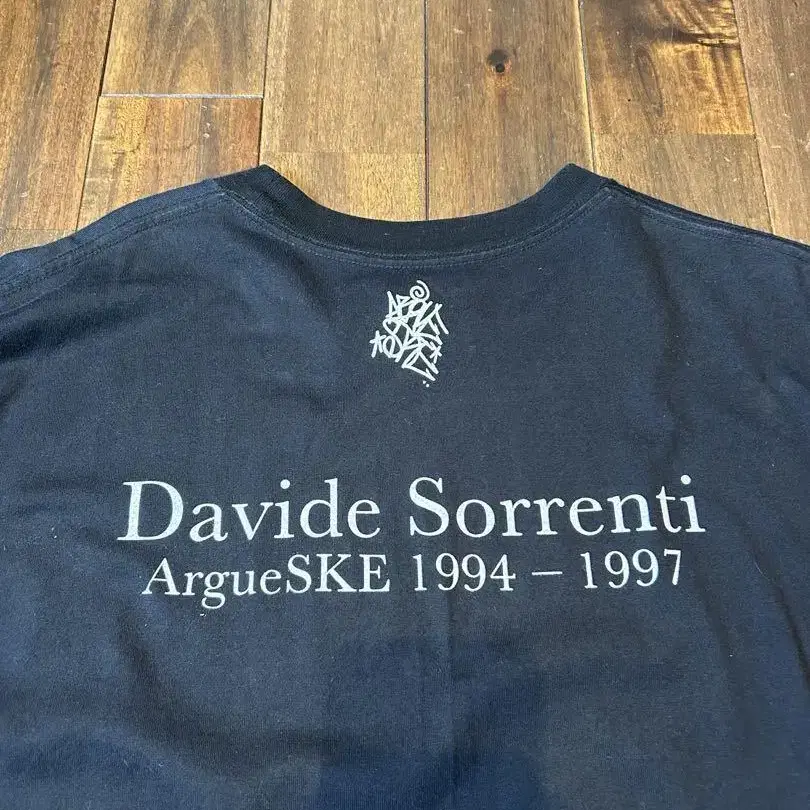 Davide Sorrenti
ArgueSKE 1994 – 1997